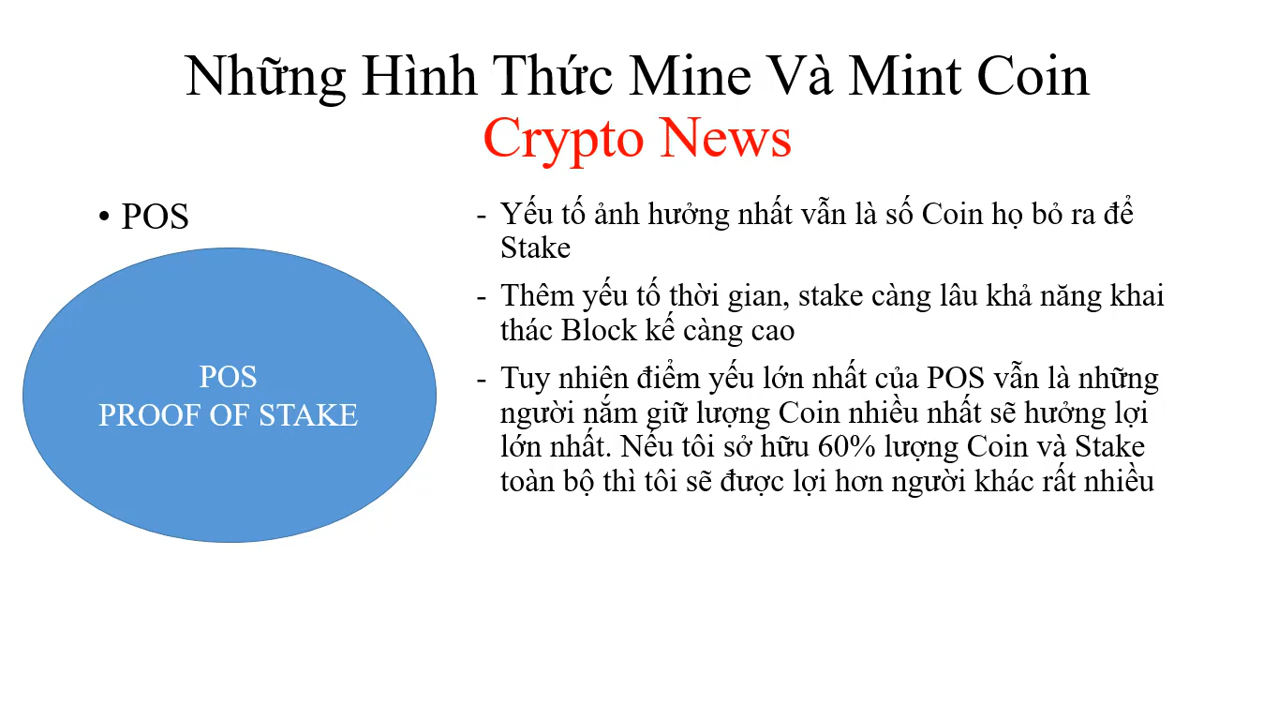 Những Hình Thức Mine Và Mint Coin
Crypto News
• POS
POS
PROOF OF STAKE
- Yếu tố ảnh hưởng nhất vẫn là số Coin họ bỏ ra để
Stake
- Thêm yếu tố thời gian, stake càng lâu khả năng khai
thác Block kế càng cao
- Tuy nhiên điểm yếu lớn nhất của POS vẫn là những
người nắm giữ lượng Coin nhiều nhất sẽ hưởng lợi
lớn nhất. Nếu tôi sở hữu 60% lượng Coin và Stake
toàn bộ thì tôi sẽ được lợi hơn người khác rất nhiều